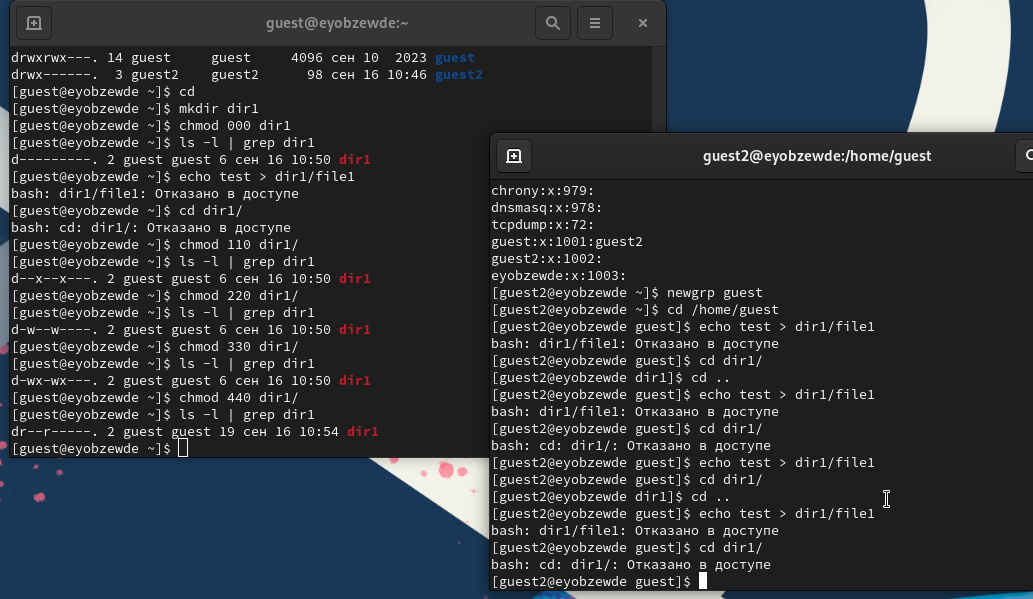 guest@eyobzewde:~
drwxrwx---. 14 guest     guest     4096 сен 10  2023 guest
drwx------.  3 guest2    guest2      98 сен 16 10:46 guest2
[guest@eyobzewde ~]$ cd
[guest@eyobzewde ~]$ mkdir dir1
[guest@eyobzewde ~]$ chmod 000 dir1
[guest@eyobzewde ~]$ ls -l | grep dir1
d---------. 2 guest guest 6 сен 16 10:50 dir1
[guest@eyobzewde ~]$ echo test > dir1/file1
bash: dir1/file1: Отказано в доступе
[guest@eyobzewde ~]$ cd dir1/
bash: cd: dir1/: Отказано в доступе
[guest@eyobzewde ~]$ chmod 110 dir1/
[guest@eyobzewde ~]$ ls -l | grep dir1
d--x--x---. 2 guest guest 6 сен 16 10:50 dir1
[guest@eyobzewde ~]$ chmod 220 dir1/
[guest@eyobzewde ~]$ ls -l | grep dir1
d-w--w----. 2 guest guest 6 сен 16 10:50 dir1
[guest@eyobzewde ~]$ chmod 330 dir1/
[guest@eyobzewde ~]$ ls -l | grep dir1
d-wx-wx---. 2 guest guest 6 сен 16 10:50 dir1
[guest@eyobzewde ~]$ chmod 440 dir1/
[guest@eyobzewde ~]$ ls -l | grep dir1
dr--r-----. 2 guest guest 19 сен 16 10:54 dir1
[guest@eyobzewde ~]$
guest2@eyobzewde:/home/guest
chrony:x:979:
dnsmasq:x:978:
tcpdump:x:72:
guest:x:1001:guest2
guest2:x:1002:
eyobzewde:x:1003:
[guest2@eyobzewde ~]$ newgrp guest
[guest2@eyobzewde ~]$ cd /home/guest
[guest2@eyobzewde guest]$ echo test > dir1/file1
bash: dir1/file1: Отказано в доступе
[guest2@eyobzewde guest]$ cd dir1/
[guest2@eyobzewde dir1]$ cd ..
[guest2@eyobzewde guest]$ echo test > dir1/file1
bash: dir1/file1: Отказано в доступе
[guest2@eyobzewde guest]$ cd dir1/
bash: cd: dir1/: Отказано в доступе
[guest2@eyobzewde guest]$ echo test > dir1/file1
[guest2@eyobzewde guest]$ cd dir1/
[guest2@eyobzewde dir1]$ cd ..
[guest2@eyobzewde guest]$ echo test > dir1/file1
bash: dir1/file1: Отказано в доступе
[guest2@eyobzewde guest]$ cd dir1/
bash: cd: dir1/: Отказано в доступе
[guest2@eyobzewde guest]$